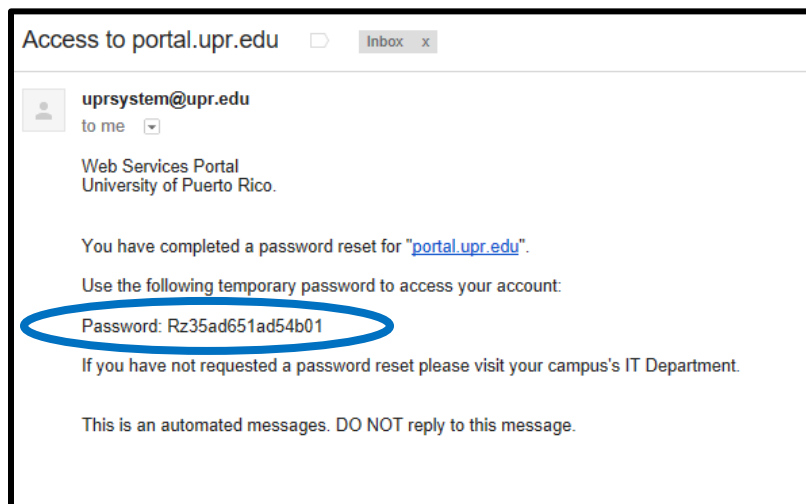 Access to portal.upr.edu Inbox x
uprsystem@upr.edu
to me
Web Services Portal
University of Puerto Rico.
You have completed a password reset for "portal.upr.edu".
Use the following temporary password to access your account:
Password: Rz35ad651ad54b01
If you have not requested a password reset please visit your campus's IT Department.
This is an automated messages. DO NOT reply to this message.